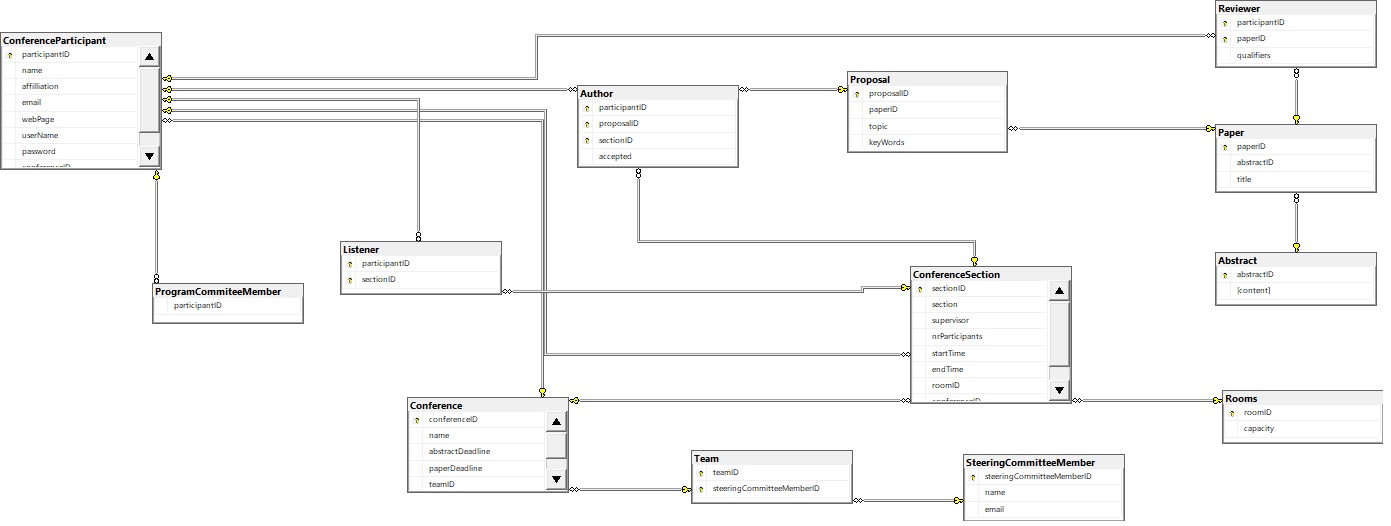 ConferenceParticipant
participantID
name
affilliation
email
webPage
userName
password
conferenceID
Reviewer
participantID
paperID
qualifiers
Author
participantID
proposalID
sectionID
accepted
Proposal
proposalID
paperID
topic
keyWords
Paper
paperID
abstractID
title
Listener
participantID
sectionID
ProgramCommiteeMember
participantID
ConferenceSection
sectionID
section
supervisor
nrParticipants
startTime
endTime
roomID
conferenceID
Abstract
abstractID
[content]
Conference
conferenceID
name
abstractDeadline
paperDeadline
teamID
Rooms
roomID
capacity
Team
teamID
steeringCommitteeMemberID
SteeringCommitteeMember
steeringCommitteeMemberID
name
email